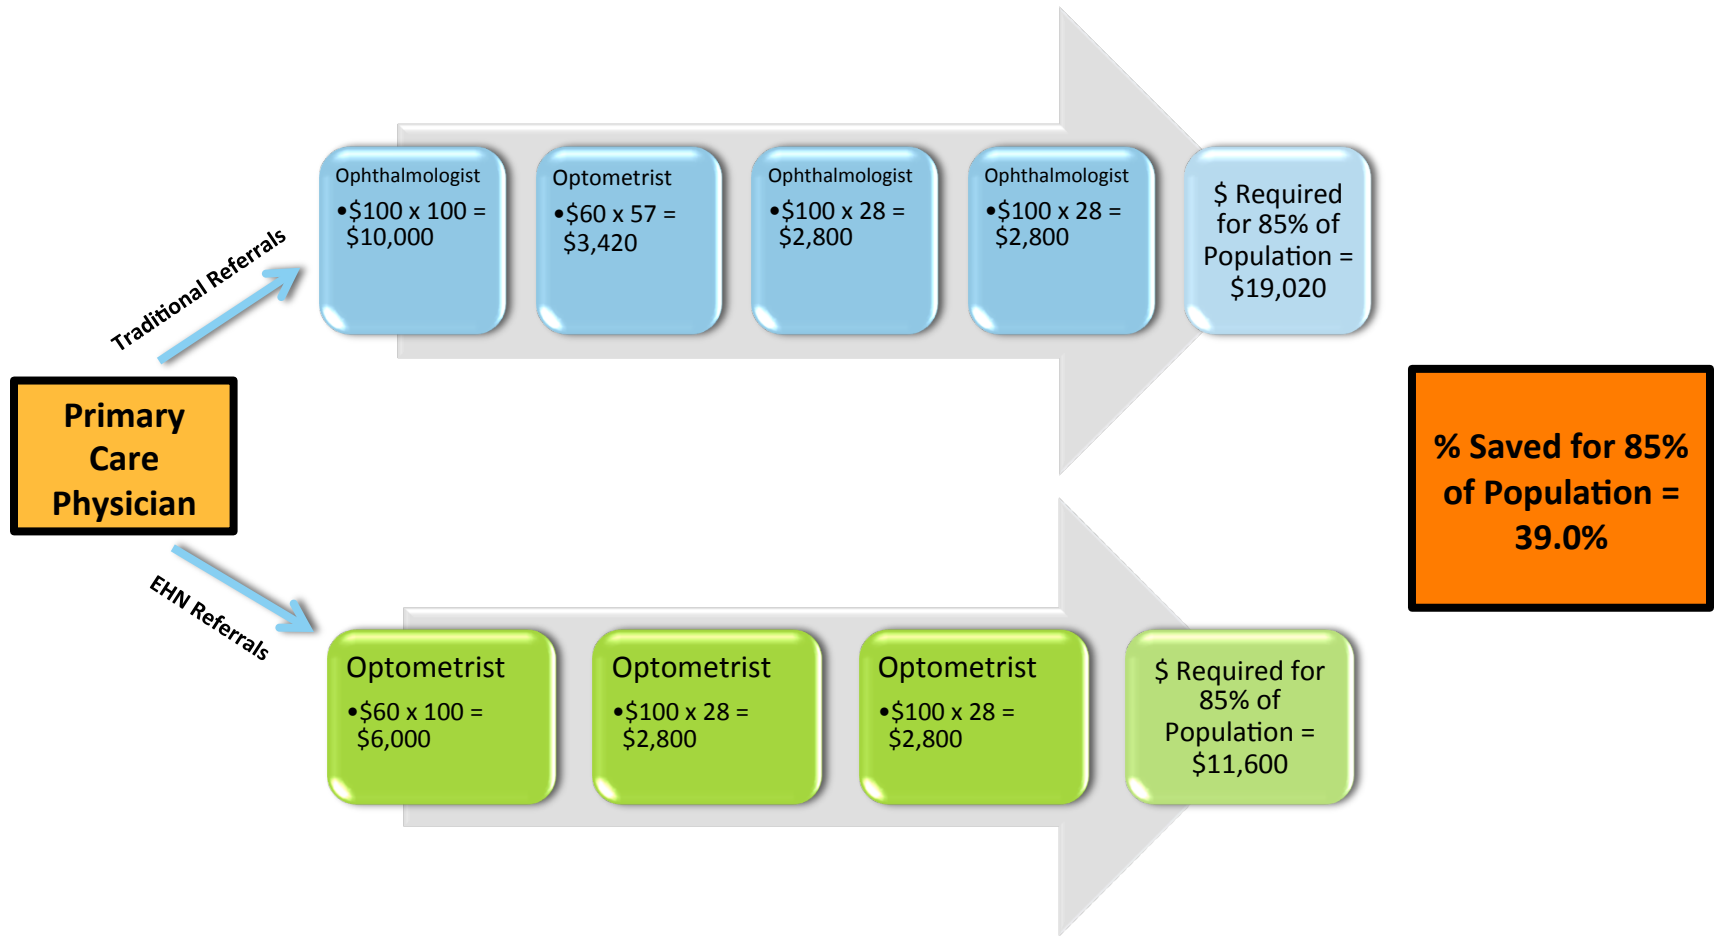 Traditional Referrals
Ophthalmologist
•$100 x 100 =
$10,000
Optometrist
•$60 x 57 =
$3,420
Ophthalmologist
•$100 x 28 =
$2,800
Ophthalmologist
•$100 x 28 =
$2,800
$ Required
for 85% of
Population =
$19,020
Primary
Care
Physician
% Saved for 85%
of Population =
39.0%
EHN Referrals
Optometrist
•$60 x 100 =
$6,000
Optometrist
•$100 x 28 =
$2,800
Optometrist
•$100 x 28 =
$2,800
$ Required for
85% of
Population =
$11,600